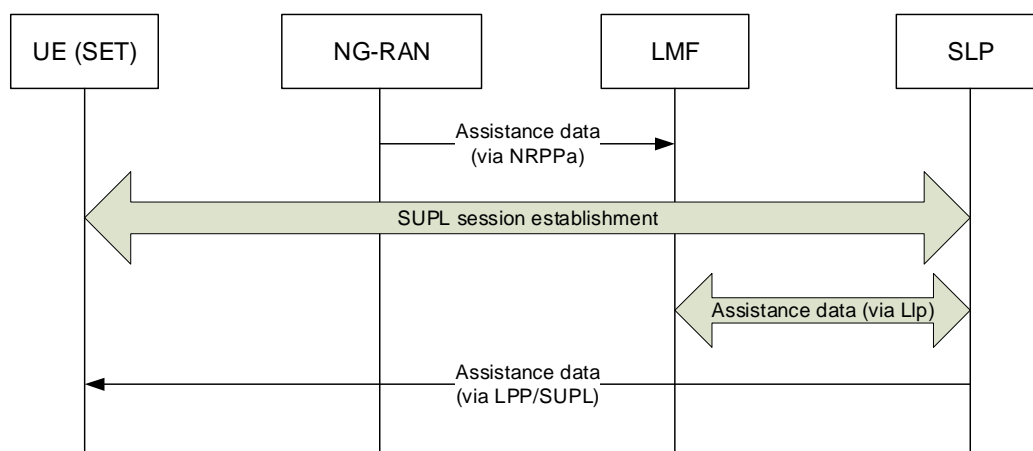 UE (SET)
NG-RAN
LMF
SLP
Assistance data
(via NRPPa)
SUPL session establishment
Assistance data (via Llp)
Assistance data
(via LPP/SUPL)